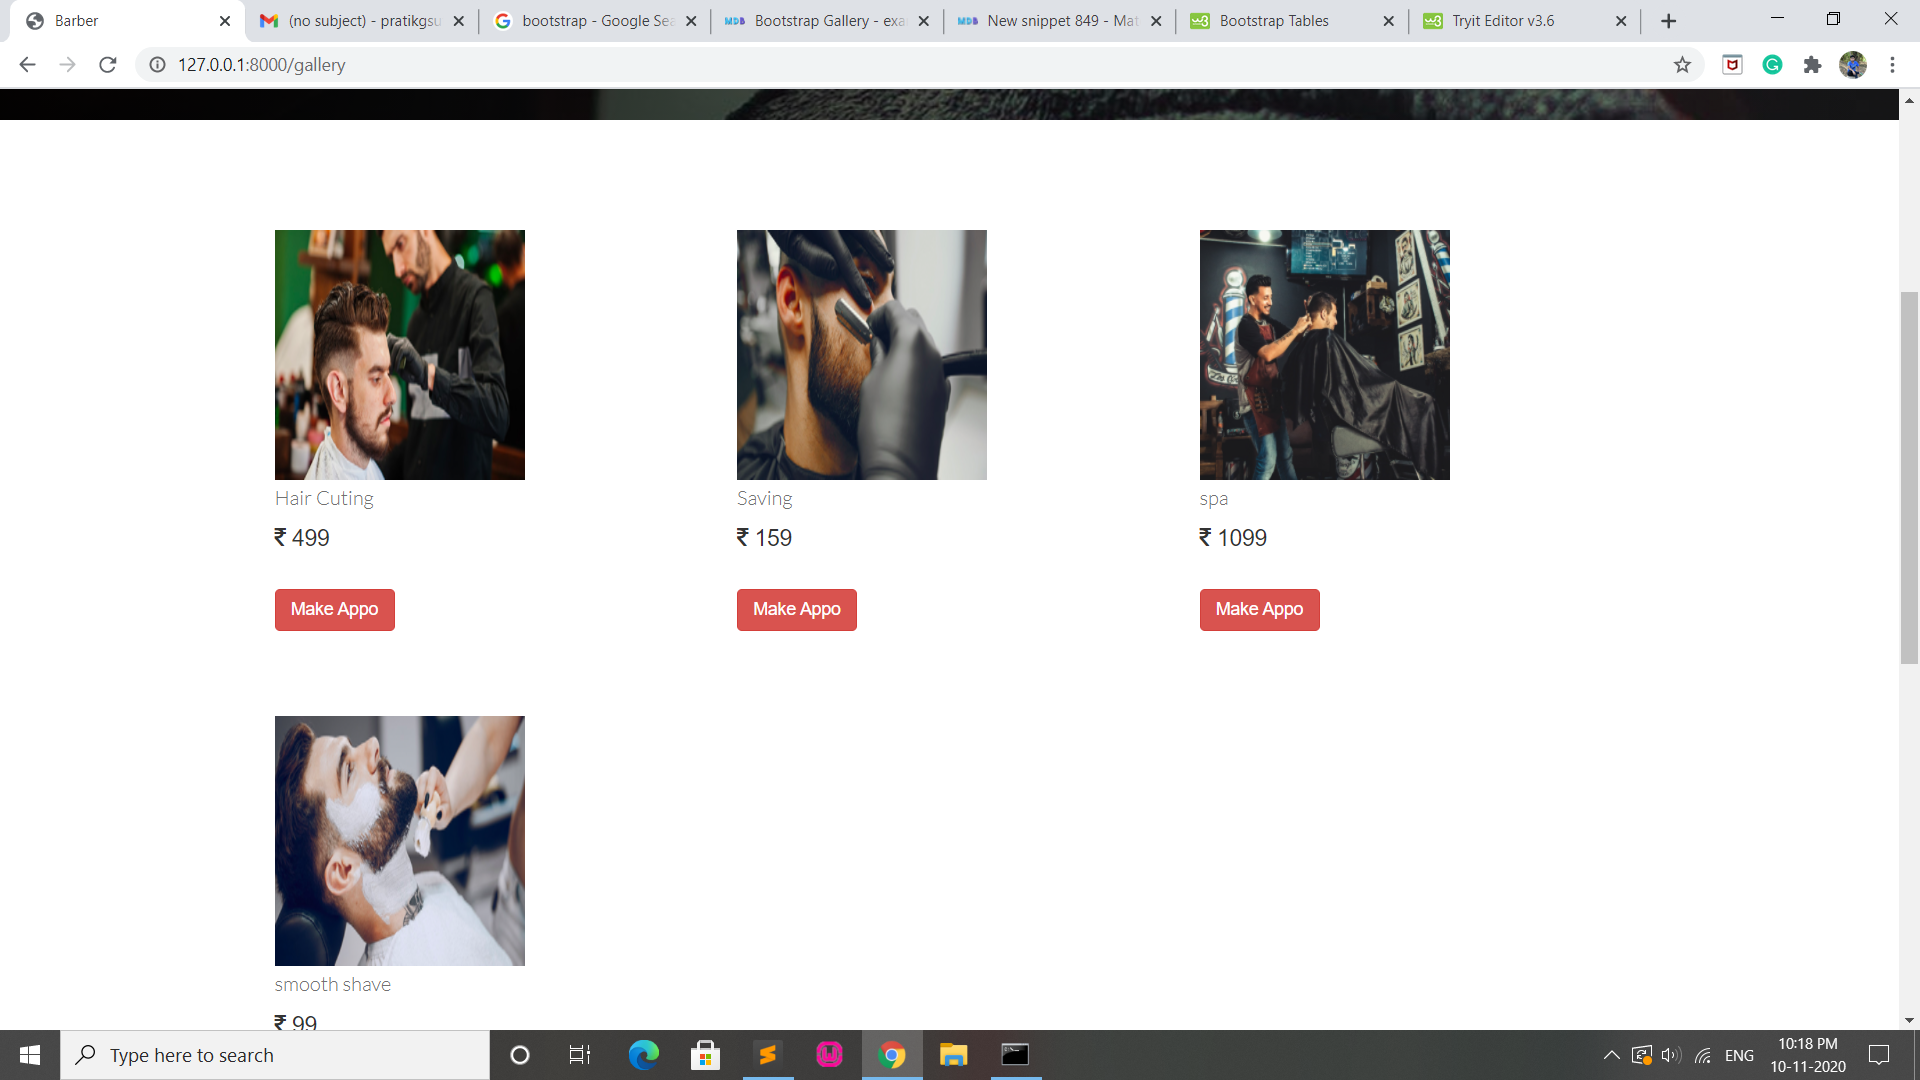 Barber
(no subject) - pratikgsu
bootstrap - Google Sea
MDB Bootstrap Gallery - exa
MDB New snippet 849 - Mat
Bootstrap Tables
Tryit Editor v3.6
127.0.0.1:8000/gallery
Hair Cuting
₹ 499
Make Appo
Saving
₹ 159
Make Appo
spa
₹ 1099
Make Appo
smooth shave
₹ 99
Type here to search
ENG
10:18 PM
10-11-2020